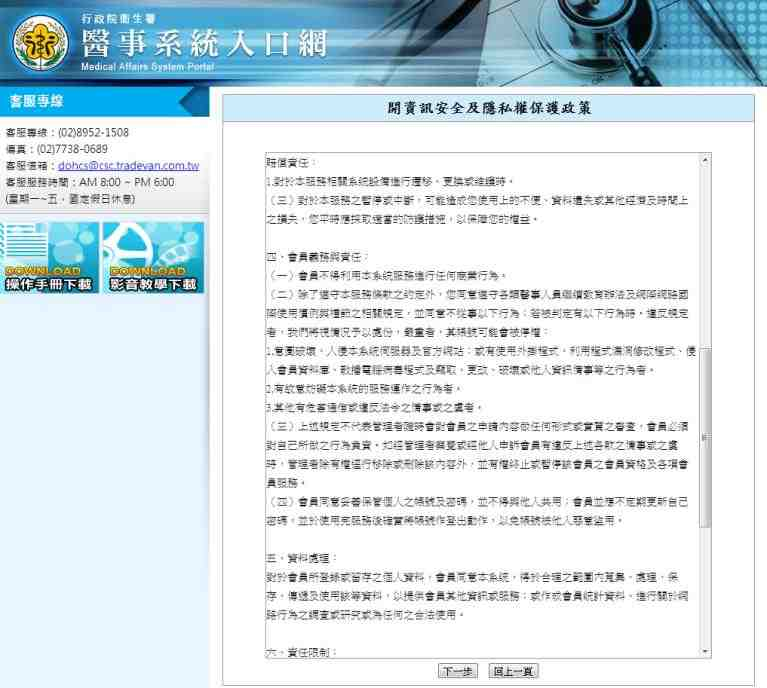 行政院衛生署
醫事系統入口網
Medical Affairs System Portal
客服專線
客服專線：(02)8952-1508
傳真：(02)7738-0689
客服信箱：dohcs@csc.tradevan.com.tw
客服服務時間：AM 8:00 ~ PM 6:00
(星期一~五，國定假日休息)
DOWNLOAD
操作手冊下載
DOWNLOAD
影音教學下載
開資訊安全及隱私權保護政策
賠償責任：
1.對於本服務相關系統設備進行遷移、更換或維護時。
（三）對於本服務之暫停或中斷，可能造成您使用上的不便、資料遺失或其他經濟及時間上
之損失，您平時應採取適當的防護措施，以保障您的權益。
四、會員義務與責任：
（一）會員不得利用本系統服務進行任何商業行為。
（二）除了遵守本服務條款之約定外，您同意遵守各類醫事人員繼續教育辦法及網際網路國
際使用慣例與禮節之相關規定，並同意不從事以下行為；若被判定有以下行為時，違反規定
者，我們將視情況予以處份，嚴重者，其帳號可能會被停權：
1.意圖破壞、入侵本系統伺服器及官方網站；或有使用外掛程式、利用程式漏洞修改程式、侵
入會員資料庫、散播電腦病毒程式及竊取、更改、破壞或他人資訊情事等之行為者。
2.有故意妨礙本系統的服務運作之行為者。
3.其他有危害通信或違反法令之情事或之虞者。
（三）上述規定不代表管理者隨時會對會員之申請內容做任何形式或實質之審查，會員必須
對自己所做之行為負責。如經管理者察覺或經他人申訴會員有違反上述各款之情事或之虞
時，管理者除有權逕行移除或刪除該內容外，並有權終止或暫停該會員之會員資格及各項會
員服務。
（四）會員同意妥善保管個人之帳號及密碼，並不得與他人共用；會員並應不定期更新自己
密碼，並於使用完服務後確實將帳號作登出動作，以免帳號被他人惡意盜用。
五、資料處理：
對於會員所登錄或留存之個人資料，會員同意本系統，得於合理之範圍內蒐集、處理、保
存、傳遞及使用該等資料，以提供會員其他資訊或服務；或作成會員統計資料、進行關於網
路行為之調查或研究或為任何之合法使用。
六、責任限制：
下一步
回上一頁